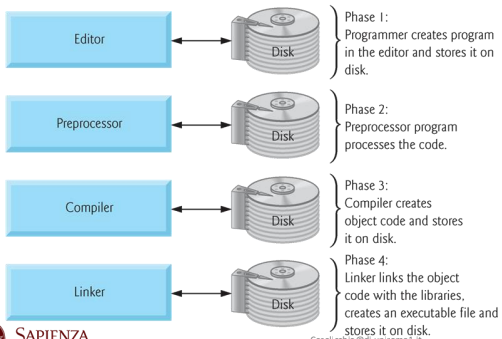 Editor
Disk
Phase 1:
Programmer creates program
in the editor and stores it on
disk.
Preprocessor
Disk
Phase 2:
Preprocessor program
processes the code.
Compiler
Disk
Phase 3:
Compiler creates
object code and stores
it on disk.
Linker
Disk
Phase 4:
Linker links the object
code with the libraries,
creates an executable file and
stores it on disk.
SAPIENZA